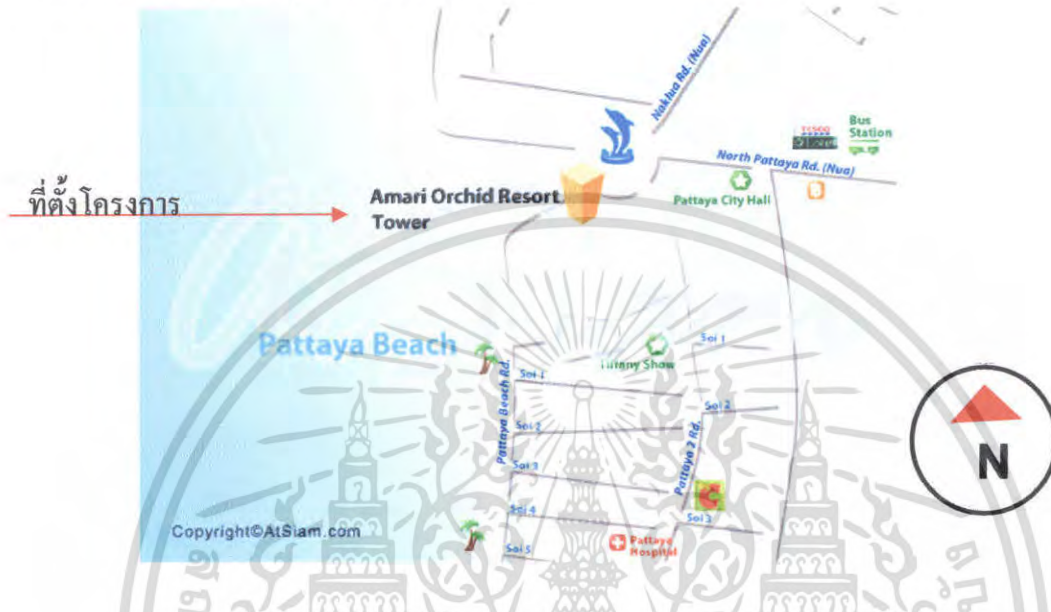 Naklua Rd. (Nua)
TESCO
Bus
Station
North Pattaya Rd. (Nua)
Pattaya City Hall
ที่ตั้งโครงการ
Amari Orchid Resort
Tower
Pattaya Beach
Tiffany Show
Soi 1
Pattaya Beach Rd.
Soi 1
Soi 2
Soi 2
Pattaya 2 Rd.
Soi 3
Soi 4
Soi 3
Soi 5
Pattaya
Hospital
Copyright©AtSiam.com
N